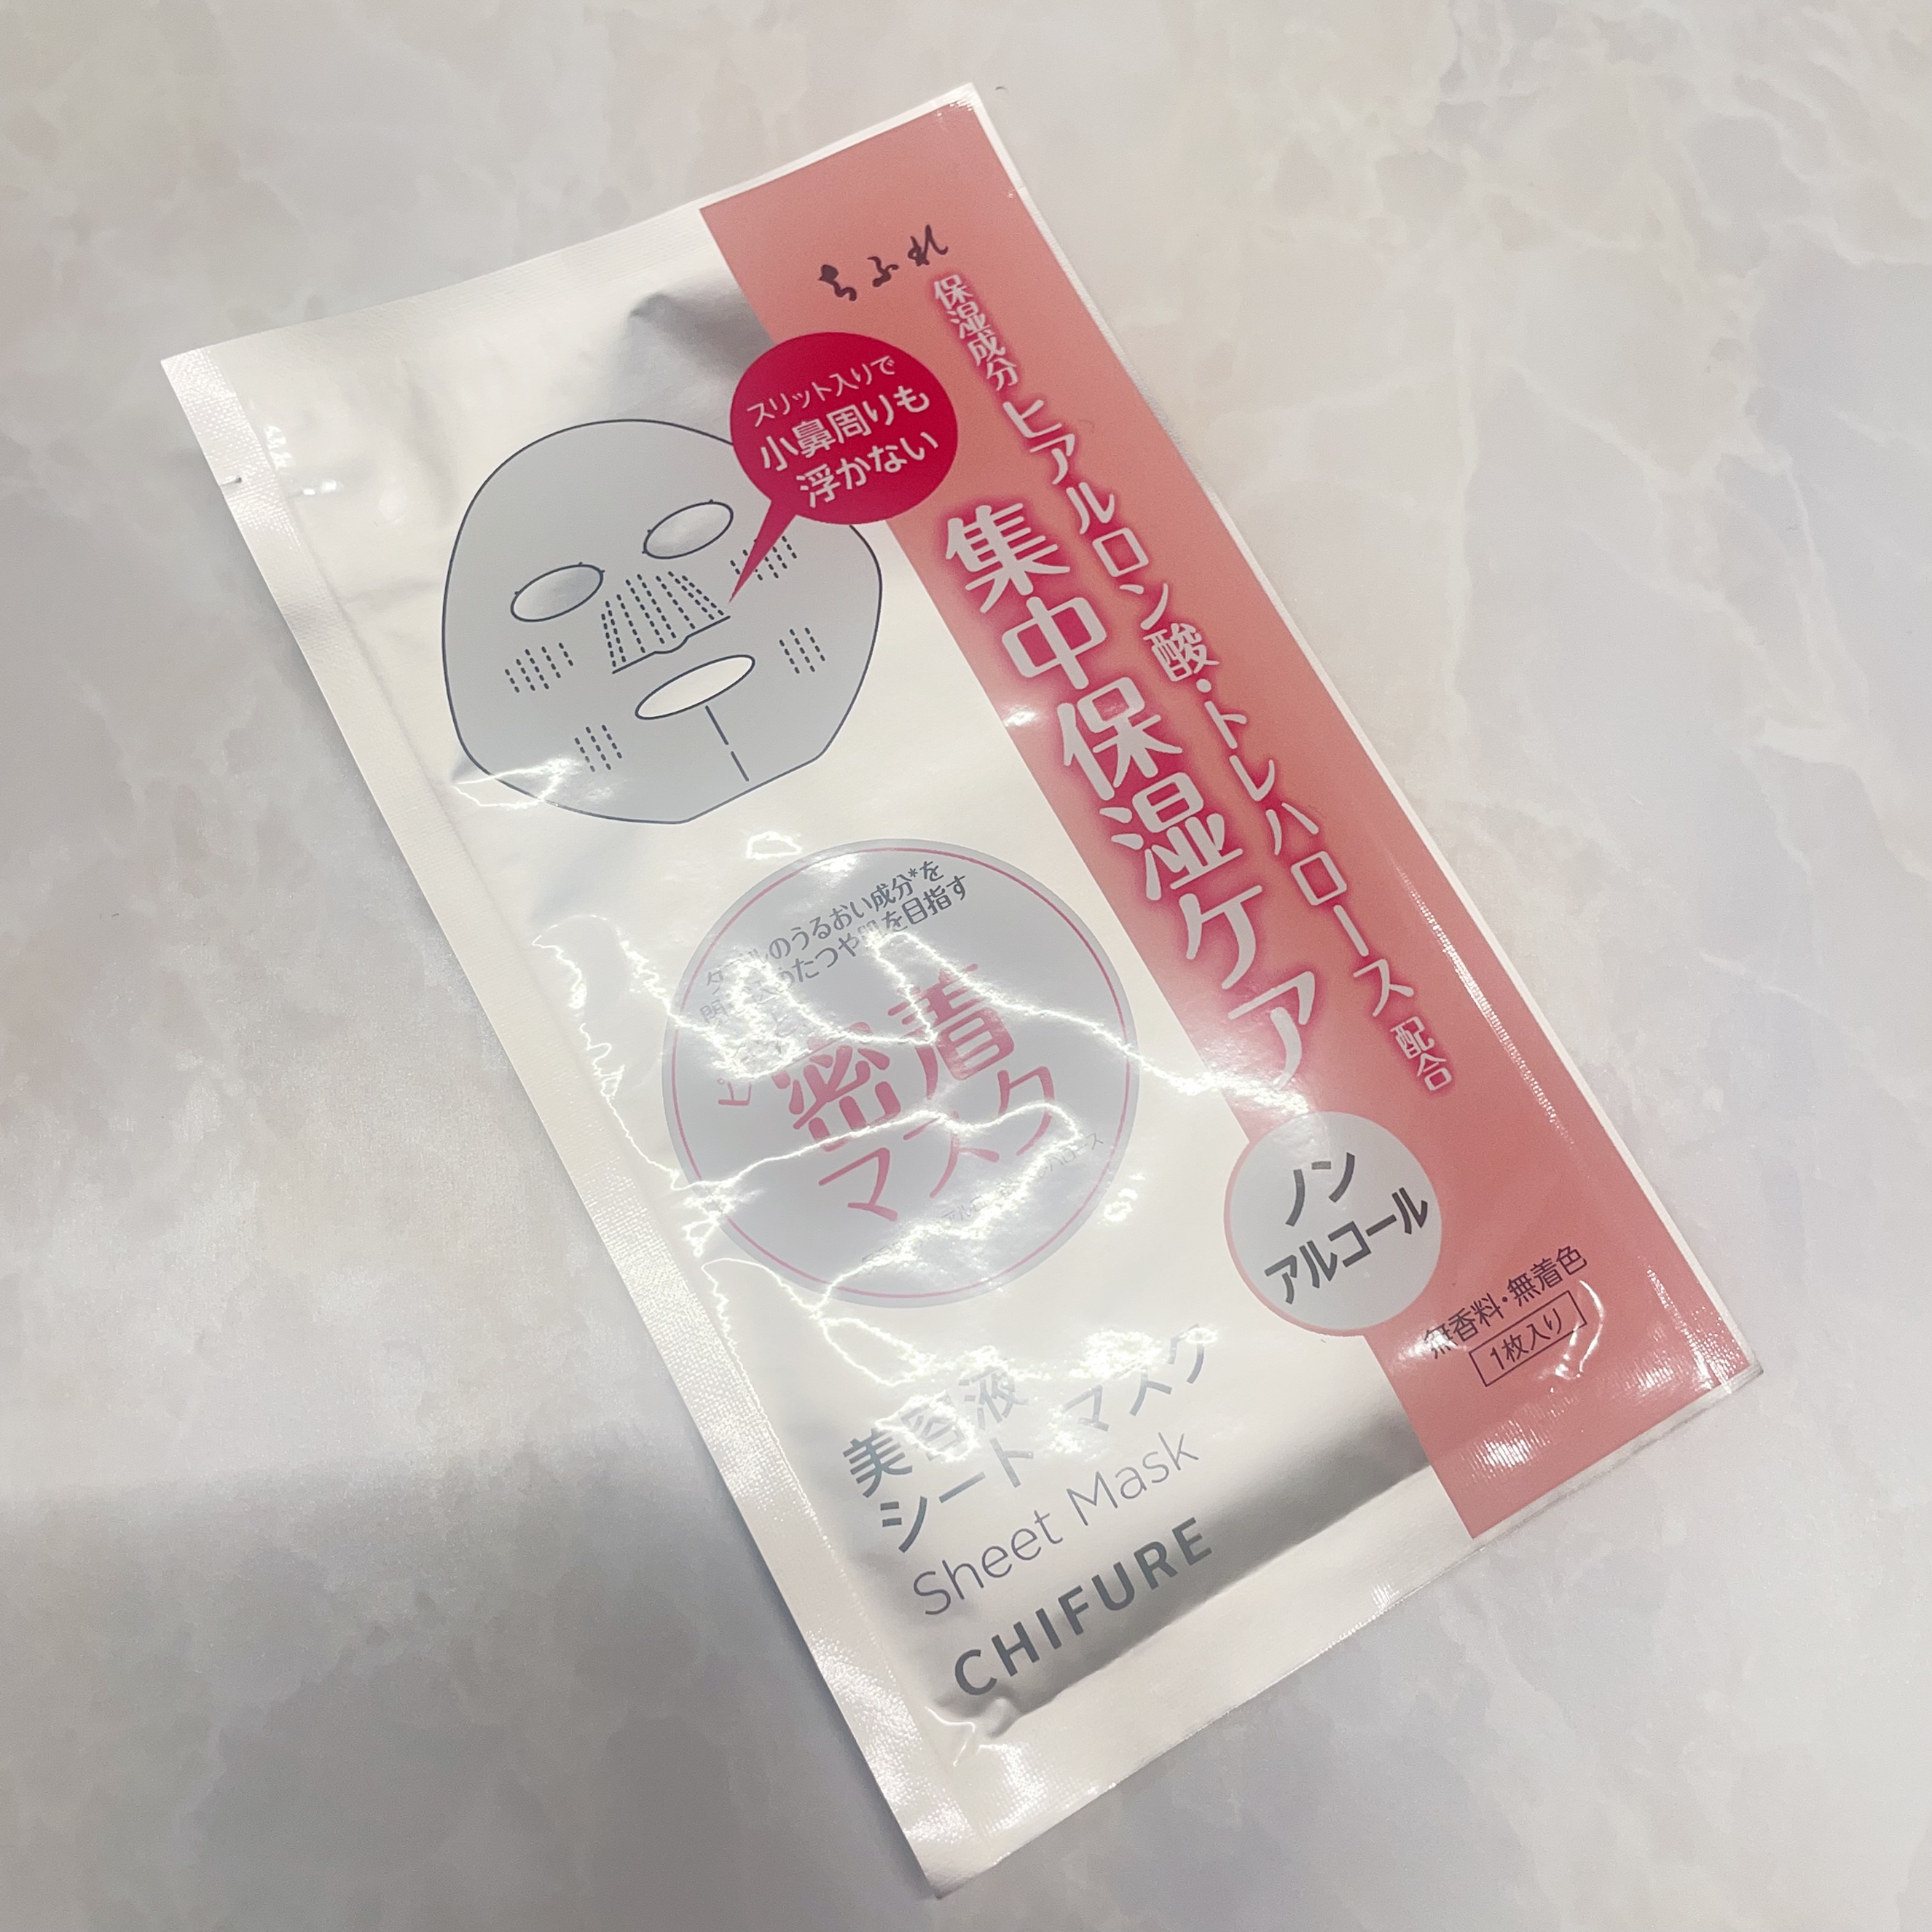 ちふれ
保湿成分 ヒアルロン酸・トレハロース 配合
集中保湿ケア
スリット入りで
小鼻周りも
浮かない
のうるおい成分*を
たつや肌を目指す
密着
マスク
ノン
アルコール
無香料・無着色
1枚入り
美容液
シート マスク
Sheet Mask
CHIFURE